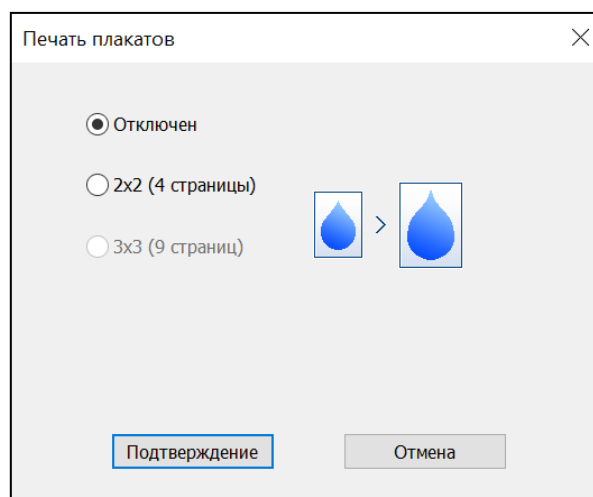 Печать плакатов
Отключен
2x2 (4 страницы)
3x3 (9 страниц)
Подтверждение
Отмена